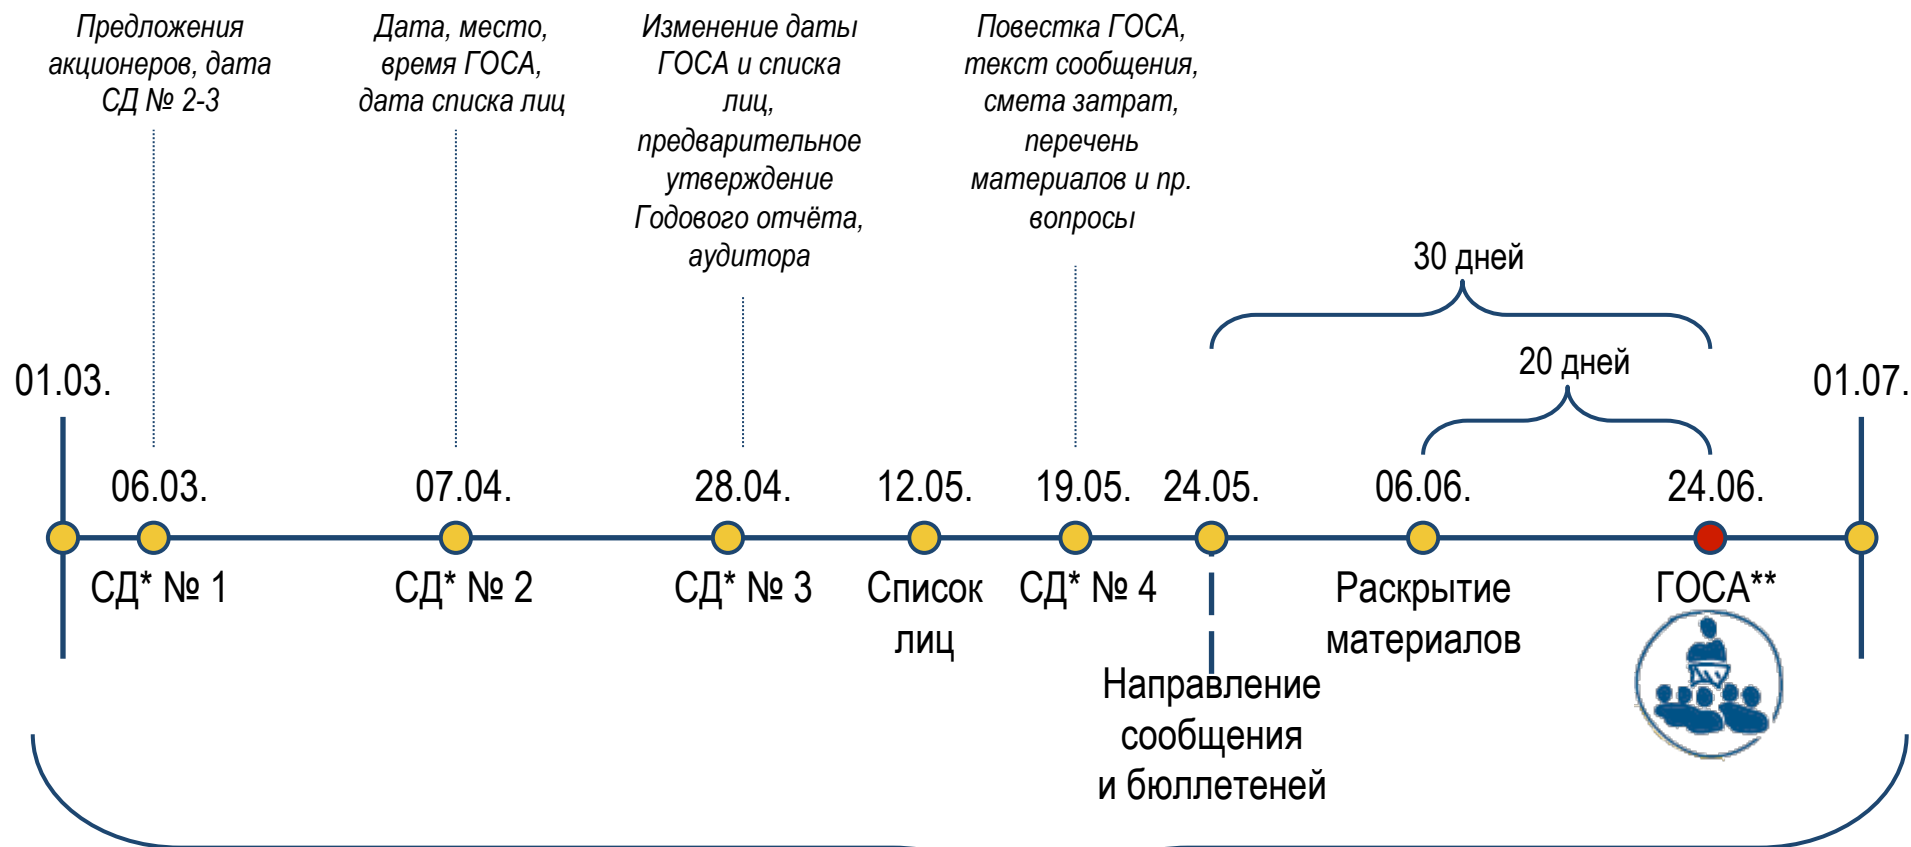 Предложения
акционеров, дата
СД № 2-3
Дата, место,
время ГОСА,
дата списка лиц
Изменение даты
ГОСА и списка
лиц,
предварительное
утверждение
Годового отчёта,
аудитора
Повестка ГОСА,
текст сообщения,
смета затрат,
перечень
материалов и пр.
вопросы
30 дней
20 дней
01.03.
01.07.
06.03.
07.04.
28.04.
12.05.
19.05.
24.05.
06.06.
24.06.
СД* № 1
СД* № 2
СД* № 3
Список
лиц
СД* № 4
Направление
сообщения
и бюллетеней
Раскрытие
материалов
ГОСА**